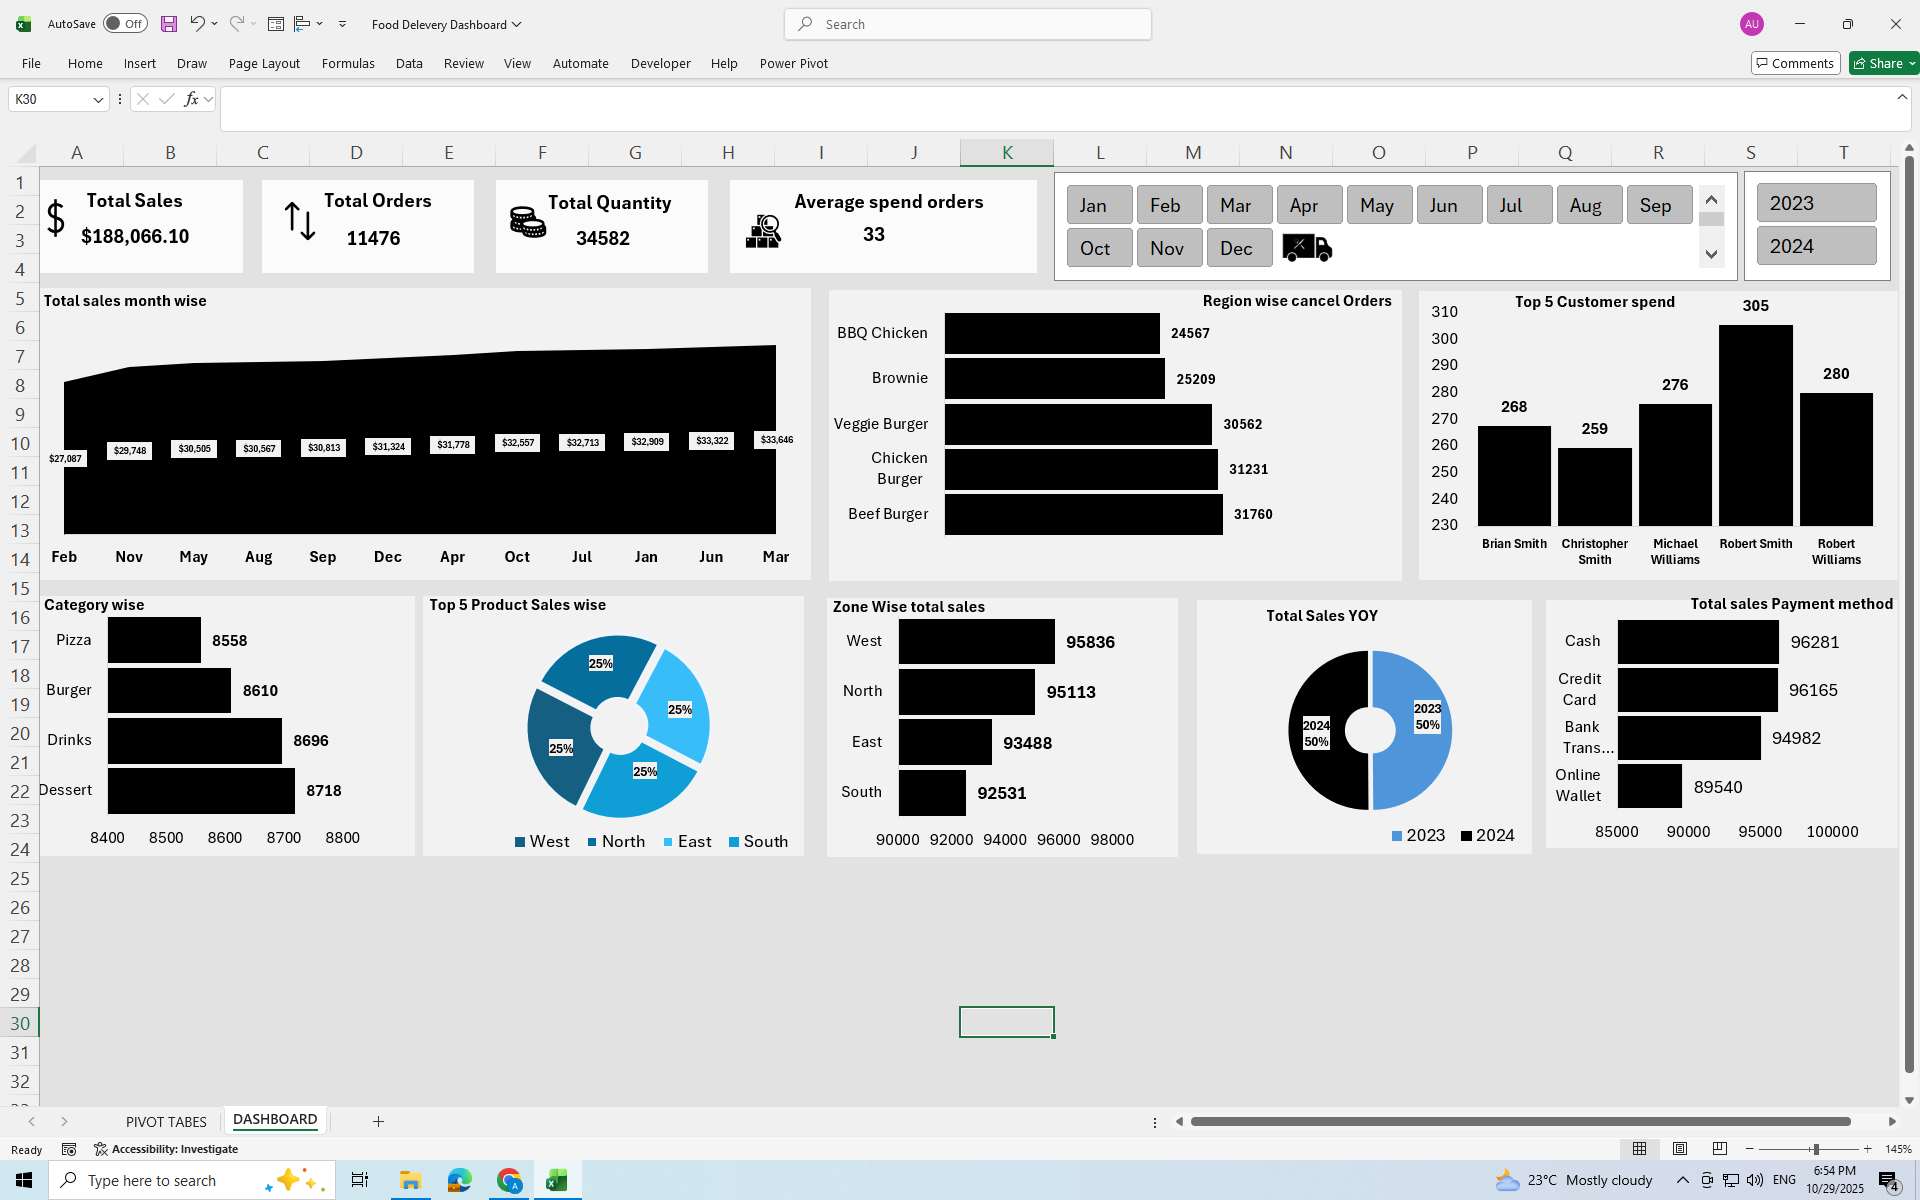 AutoSave Off Food Delevery Dashboard Search AU
File Home Insert Draw Page Layout Formulas Data Review View Automate Developer Help Power Pivot Comments Share
K30 fx
A B C D E F G H I J K L M N O P Q R S T
1
2
3
4
5
6
7
8
9
10
11
12
13
14
15
16
17
18
19
20
21
22
23
24
25
26
27
28
29
30
31
32
Total Sales
$188,066.10
Total Orders
11476
Total Quantity
34582
Average spend orders
33
Jan Feb Mar Apr May Jun Jul Aug Sep
Oct Nov Dec
2023
2024
Total sales month wise
$27,087 $29,748 $30,505 $30,567 $30,813 $31,324 $31,778 $32,557 $32,713 $32,909 $33,322 $33,646
Feb Nov May Aug Sep Dec Apr Oct Jul Jan Jun Mar
Region wise cancel Orders
BBQ Chicken 24567
Brownie 25209
Veggie Burger 30562
Chicken
Burger 31231
Beef Burger 31760
Top 5 Customer spend
310
300
290
280
270
260
250
240
230
268 259 276 305 280
Brian Smith Christopher Michael Robert Smith Robert
Smith Williams Williams
Category wise
Pizza 8558
Burger 8610
Drinks 8696
Dessert 8718
8400 8500 8600 8700 8800
Top 5 Product Sales wise
25%
25%
25%
25%
West North East South
Zone Wise total sales
West 95836
North 95113
East 93488
South 92531
90000 92000 94000 96000 98000
Total Sales YOY
2023
50%
2024
50%
2023 2024
Total sales Payment method
Cash 96281
Credit
Card 96165
Bank
Trans... 94982
Online
Wallet 89540
85000 90000 95000 100000
PIVOT TABES DASHBOARD
Ready Accessibility: Investigate 145%
Type here to search 23°C Mostly cloudy ENG 6:54 PM
10/29/2025 4